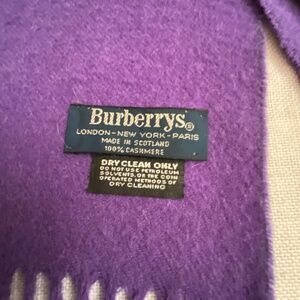 Burberrys®
LONDON-NEW YORK-PARIS
MADE IN SCOTLAND
100% CASHMERE
DRY CLEAN ONLY
DO NOT USE PETROLEUM
SOLVENTS, OR THE COIN
OPERATED METHODS OF
DRY CLEANING